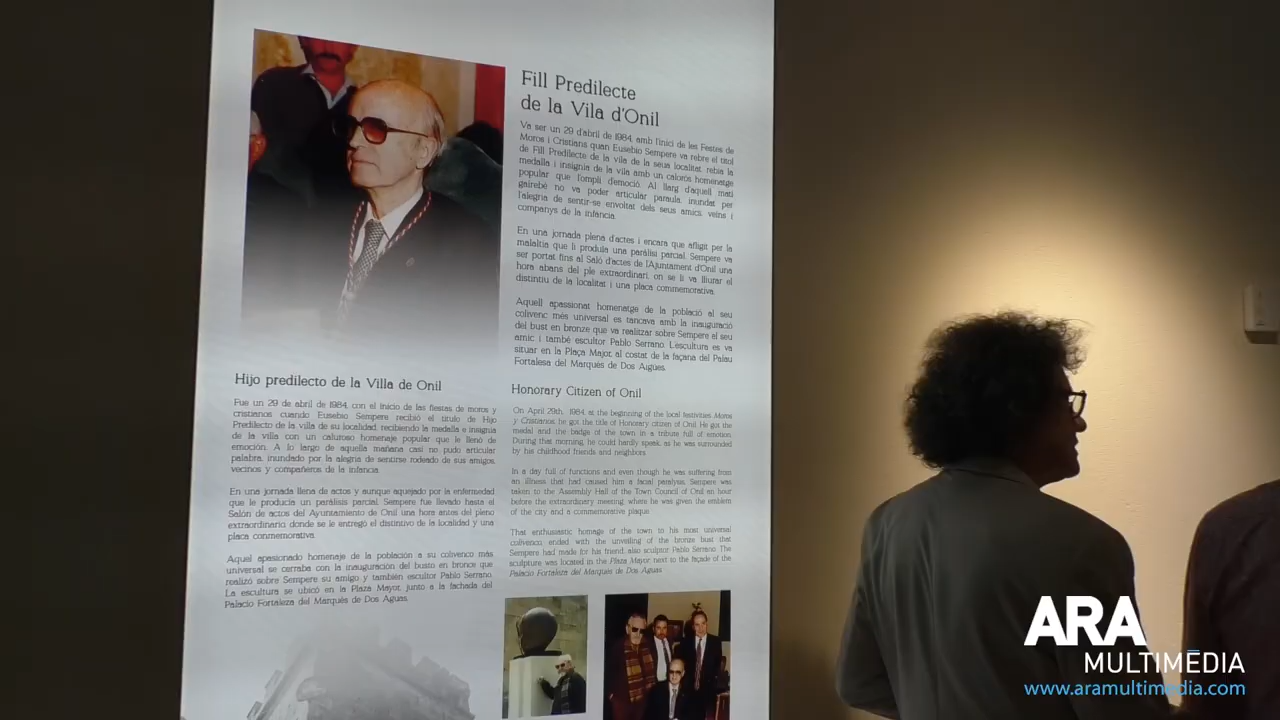 Fill Predilecte
de la Vila d'Onil
Va ser un 29 d'abril de 1984, amb l'inici de les Festes de
Moros i Cristians quan Eusebio Sempere va rebre el títol
de Fill Predilecte de la vila de la seua localitat, rebia la
medalla i insígnia de la vila amb un calorós homenatge
popular que l'omplí d'emoció. Al llarg d'aquell matí
gairebé no va poder articular paraula, inundat per
l'alegria de sentir-se envoltat dels seus amics, veïns i
companys de la infància.
En una jornada plena d'actes i encara que afligit per la
malaltia que li produïa una paràlisi parcial, Sempere va
ser portat fins al Saló d'actes de l'Ajuntament d'Onil una
hora abans del ple extraordinari, on se li va lliurar el
distintiu de la localitat i una placa commemorativa.
Aquell apassionat homenatge de la població al seu
colivenc més universal es tancava amb la inauguració
del bust en bronze que va realitzar sobre Sempere el seu
amic i també escultor Pablo Serrano. L'escultura es va
situar en la Plaça Major, al costat de la façana del Palau
Fortalesa del Marqués de Dos Aigües.
Hijo predilecto de la Villa de Onil
Fue un 29 de abril de 1984, con el inicio de las fiestas de moros y
cristianos cuando Eusebio Sempere recibió el título de Hijo
Predilecto de la villa de su localidad, recibiendo la medalla e insignia
de la villa con un caluroso homenaje popular que le llenó de
emoción. A lo largo de aquella mañana casi no pudo articular
palabra, inundado por la alegría de sentirse rodeado de sus amigos,
vecinos y compañeros de la infancia.
En una jornada llena de actos y aunque aquejado por la enfermedad
que le producía un parálisis parcial, Sempere fue llevado hasta el
Salón de actos del Ayuntamiento de Onil una hora antes del pleno
extraordinario, donde se le entregó el distintivo de la localidad y una
placa conmemorativa.
Aquel apasionado homenaje de la población a su colivenco más
universal se cerraba con la inauguración del busto en bronce que
realizó sobre Sempere su amigo y también escultor Pablo Serrano.
La escultura se ubicó en la Plaza Mayor, junto a la fachada del
Palacio Fortaleza del Marqués de Dos Aguas.
Honorary Citizen of Onil
On April 29th, 1984, at the beginning of the local festivities Moros
y Cristianos, he got the title of Honorary citizen of Onil. He got the
medal and the badge of the town in a tribute full of emotion.
During that morning, he could hardly speak, as he was surrounded
by his childhood friends and neighbors.
In a day full of functions and even though he was suffering from
an illness that had caused him a facial paralysis, Sempere was
taken to the Assembly Hall of the Town Council of Onil an hour
before the extraordinary meeting, where he was given the emblem
of the city and a commemorative plaque.
That enthusiastic homage of the town to his most universal
colivenco, ended with the unveiling of the bronze bust that
Sempere had made for his friend, also sculptor Pablo Serrano. The
sculpture was located in the Plaza Mayor, next to the façade of the
Palacio Fortaleza del Marqués de Dos Aguas.
ARA
MULTIMÈDIA
www.aramultimedia.com